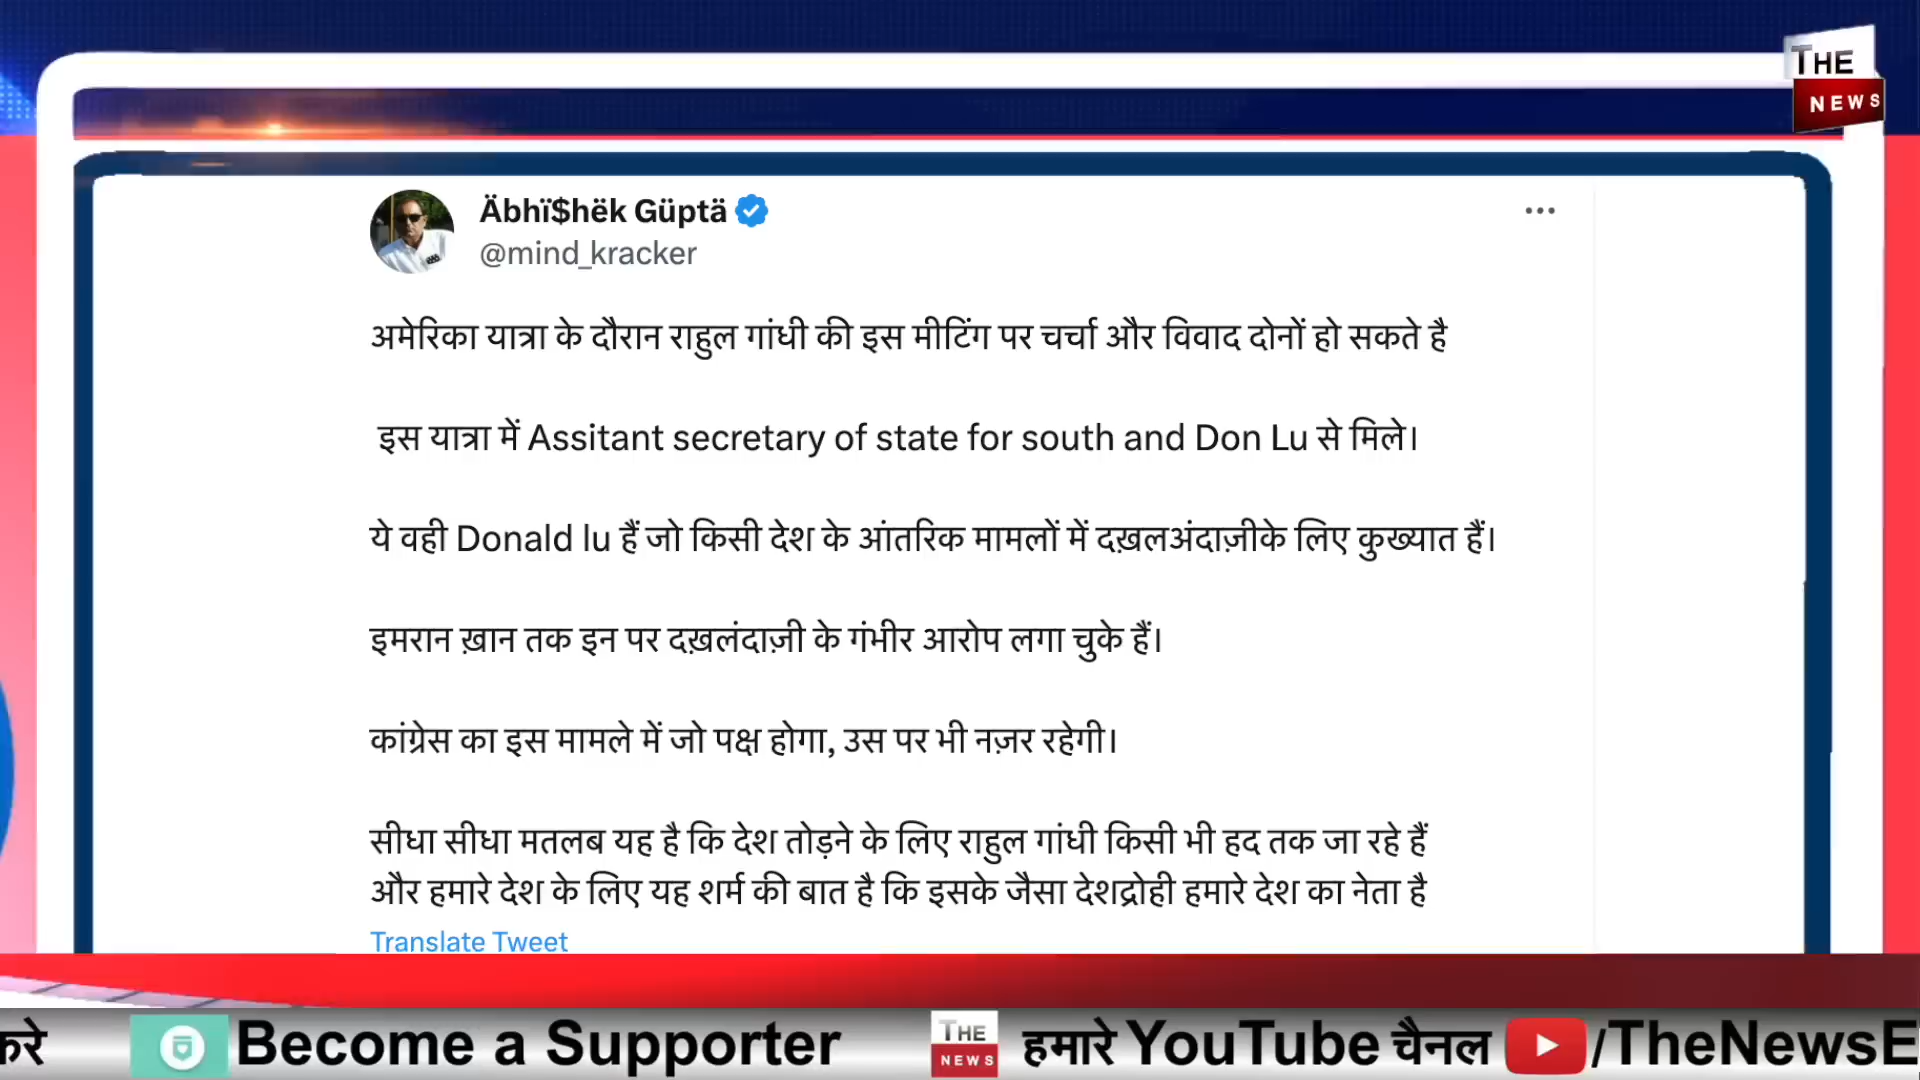 THE
NEWS
Äbhï$hëk Güptä
@mind_kracker
अमेरिका यात्रा के दौरान राहुल गांधी की इस मीटिंग पर चर्चा और विवाद दोनों हो सकते है
इस यात्रा में Assitant secretary of state for south and Don Lu से मिले।
ये वही Donald lu हैं जो किसी देश के आंतरिक मामलों में दख़लअंदाज़ीके लिए कुख्यात हैं।
इमरान ख़ान तक इन पर दख़लंदाज़ी के गंभीर आरोप लगा चुके हैं।
कांग्रेस का इस मामले में जो पक्ष होगा, उस पर भी नज़र रहेगी।
सीधा सीधा मतलब यह है कि देश तोड़ने के लिए राहुल गांधी किसी भी हद तक जा रहे हैं
और हमारे देश के लिए यह शर्म की बात है कि इसके जैसा देशद्रोही हमारे देश का नेता है
Translate Tweet
करे Become a Supporter THE NEWS हमारे YouTube चैनल /TheNewsE